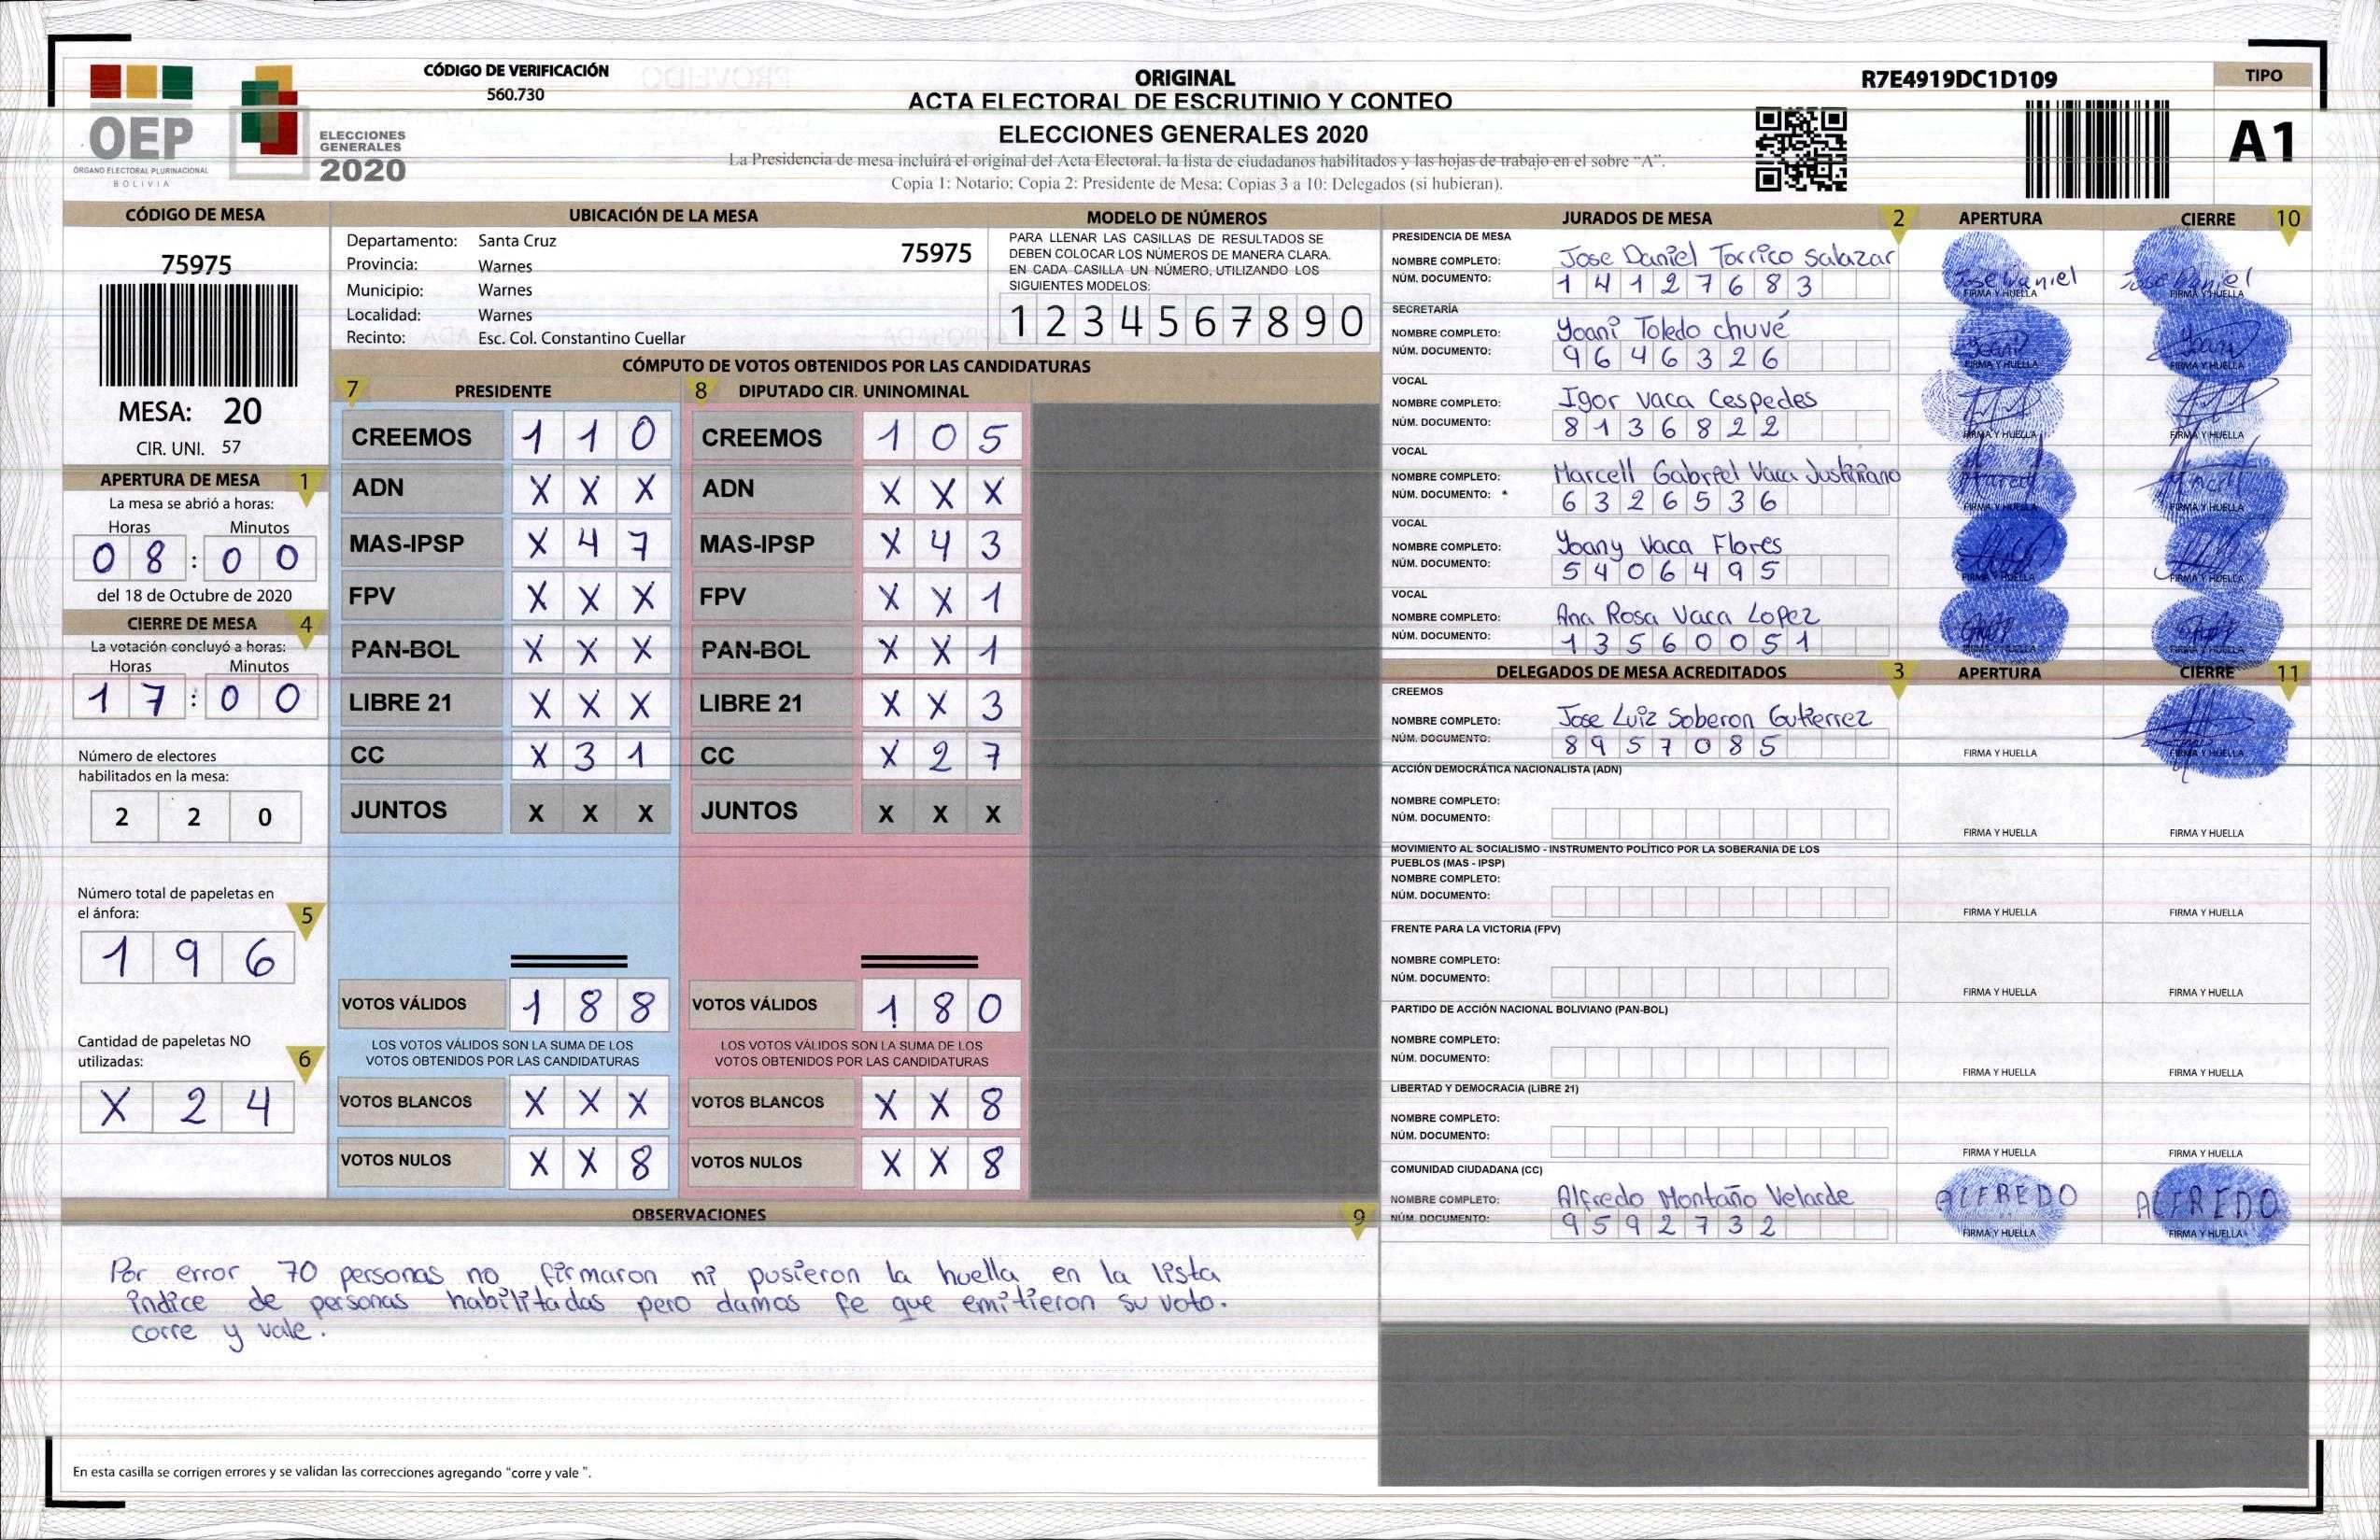 CÓDIGO DE VERIFICACIÓN
560.730
OEP
ÓRGANO ELECTORAL PLURINACIONAL
BOLIVIA
ELECCIONES
GENERALES
2020
ORIGINAL
ACTA ELECTORAL DE ESCRUTINIO Y CONTEO
ELECCIONES GENERALES 2020
La Presidencia de mesa incluirá el original del Acta Electoral, la lista de ciudadanos habilitados y las hojas de trabajo en el sobre “A”.
Copia 1: Notario; Copia 2: Presidente de Mesa; Copias 3 a 10: Delegados (si hubieran).
R7E4919DC1D109
TIPO
A1
CÓDIGO DE MESA
75975
MESA: 20
CIR. UNI. 57
APERTURA DE MESA 1
La mesa se abrió a horas:
Horas Minutos
0 8 : 0 0
del 18 de Octubre de 2020
CIERRE DE MESA 4
La votación concluyó a horas:
Horas Minutos
1 7 : 0 0
Número de electores
habilitados en la mesa:
2 2 0
Número total de papeletas en
el ánfora: 5
1 9 6
Cantidad de papeletas NO
utilizadas: 6
X 2 4
UBICACIÓN DE LA MESA
Departamento: Santa Cruz 75975
Provincia: Warnes
Municipio: Warnes
Localidad: Warnes
Recinto: Esc. Col. Constantino Cuellar
MODELO DE NÚMEROS
PARA LLENAR LAS CASILLAS DE RESULTADOS SE
DEBEN COLOCAR LOS NÚMEROS DE MANERA CLARA.
EN CADA CASILLA UN NÚMERO, UTILIZANDO LOS
SIGUIENTES MODELOS:
1 2 3 4 5 6 7 8 9 0
CÓMPUTO DE VOTOS OBTENIDOS POR LAS CANDIDATURAS
7 PRESIDENTE 8 DIPUTADO CIR. UNINOMINAL
CREEMOS 1 1 0 CREEMOS 1 0 5
ADN X X X ADN X X X
MAS-IPSP X 4 7 MAS-IPSP X 4 3
FPV X X X FPV X X 1
PAN-BOL X X X PAN-BOL X X 1
LIBRE 21 X X X LIBRE 21 X X 3
CC X 3 1 CC X 2 7
JUNTOS X X X JUNTOS X X X
VOTOS VÁLIDOS 1 8 8 VOTOS VÁLIDOS 1 8 0
LOS VOTOS VÁLIDOS SON LA SUMA DE LOS LOS VOTOS VÁLIDOS SON LA SUMA DE LOS
VOTOS OBTENIDOS POR LAS CANDIDATURAS VOTOS OBTENIDOS POR LAS CANDIDATURAS
VOTOS BLANCOS X X X VOTOS BLANCOS X X 8
VOTOS NULOS X X 8 VOTOS NULOS X X 8
OBSERVACIONES 9
Por error 70 personas no firmaron ni pusieron la huella en la lista
indice de personas habilitadas pero damos fe que emitieron su voto.
corre y vale.
En esta casilla se corrigen errores y se validan las correcciones agregando “corre y vale ”.
JURADOS DE MESA 2 APERTURA CIERRE 10
PRESIDENCIA DE MESA
NOMBRE COMPLETO: Jose Daniel Torrico Salazar
NÚM. DOCUMENTO: 1 4 1 2 7 6 8 3
Jose Daniel Jose Daniel
FIRMA Y HUELLA FIRMA Y HUELLA
SECRETARÍA
NOMBRE COMPLETO: Yoani Toledo chuvé
NÚM. DOCUMENTO: 9 6 4 6 3 2 6
FIRMA Y HUELLA FIRMA Y HUELLA
VOCAL
NOMBRE COMPLETO: Igor Vaca Cespedes
NÚM. DOCUMENTO: 8 1 3 6 8 2 2
FIRMA Y HUELLA FIRMA Y HUELLA
VOCAL
NOMBRE COMPLETO: Marcell Gabriel Vaca Justiniano
NÚM. DOCUMENTO: 6 3 2 6 5 3 6
FIRMA Y HUELLA FIRMA Y HUELLA
VOCAL
NOMBRE COMPLETO: Yoany Vaca Flores
NÚM. DOCUMENTO: 5 4 0 6 4 9 5
FIRMA Y HUELLA FIRMA Y HUELLA
VOCAL
NOMBRE COMPLETO: Ana Rosa Vaca Lopez
NÚM. DOCUMENTO: 1 3 5 6 0 0 5 1
FIRMA Y HUELLA FIRMA Y HUELLA
DELEGADOS DE MESA ACREDITADOS 3 APERTURA CIERRE 11
CREEMOS
NOMBRE COMPLETO: Jose Luiz Soberon Gutierrez
NÚM. DOCUMENTO: 8 9 5 7 0 8 5
FIRMA Y HUELLA FIRMA Y HUELLA
ACCIÓN DEMOCRÁTICA NACIONALISTA (ADN)
NOMBRE COMPLETO:
NÚM. DOCUMENTO:
FIRMA Y HUELLA FIRMA Y HUELLA
MOVIMIENTO AL SOCIALISMO - INSTRUMENTO POLÍTICO POR LA SOBERANIA DE LOS
PUEBLOS (MAS - IPSP)
NOMBRE COMPLETO:
NÚM. DOCUMENTO:
FIRMA Y HUELLA FIRMA Y HUELLA
FRENTE PARA LA VICTORIA (FPV)
NOMBRE COMPLETO:
NÚM. DOCUMENTO:
FIRMA Y HUELLA FIRMA Y HUELLA
PARTIDO DE ACCIÓN NACIONAL BOLIVIANO (PAN-BOL)
NOMBRE COMPLETO:
NÚM. DOCUMENTO:
FIRMA Y HUELLA FIRMA Y HUELLA
LIBERTAD Y DEMOCRACIA (LIBRE 21)
NOMBRE COMPLETO:
NÚM. DOCUMENTO:
FIRMA Y HUELLA FIRMA Y HUELLA
COMUNIDAD CIUDADANA (CC)
NOMBRE COMPLETO: Alfredo Montaño Velarde
NÚM. DOCUMENTO: 9 5 9 2 7 3 2
ALFREDO ALFREDO
FIRMA Y HUELLA FIRMA Y HUELLA